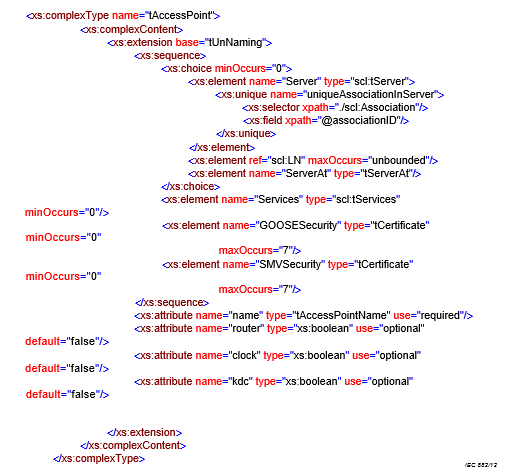 <xs:complexType name="tAccessPoint">
<xs:complexContent>
<xs:extension base="tUnNaming">
<xs:sequence>
<xs:choice minOccurs="0">
<xs:element name="Server" type="scl:tServer">
<xs:unique name="uniqueAssociationInServer">
<xs:selector xpath="./scl:Association"/>
<xs:field xpath="@associationID"/>
</xs:unique>
</xs:element>
<xs:element ref="scl:LN" maxOccurs="unbounded"/>
<xs:element name="ServerAt" type="tServerAt"/>
</xs:choice>
<xs:element name="Services" type="scl:tServices"
minOccurs="0"/>
<xs:element name="GOOSESecurity" type="tCertificate"
minOccurs="0"
maxOccurs="7"/>
<xs:element name="SMVSecurity" type="tCertificate"
minOccurs="0"
maxOccurs="7"/>
</xs:sequence>
<xs:attribute name="name" type="tAccessPointName" use="required"/>
<xs:attribute name="router" type="xs:boolean" use="optional"
default="false"/>
<xs:attribute name="clock" type="xs:boolean" use="optional"
default="false"/>
<xs:attribute name="kdc" type="xs:boolean" use="optional"
default="false"/>
</xs:extension>
</xs:complexContent>
</xs:complexType>
IEC 883/12